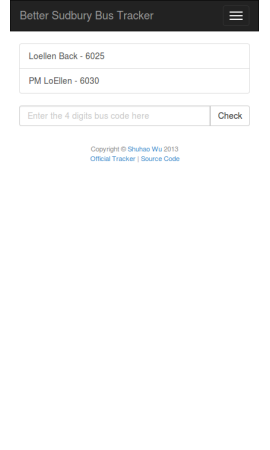 Better Sudbury Bus Tracker
Loellen Back - 6025
PM LoEllen - 6030
Enter the 4 digits bus code here
Check
Copyright © Shuhao Wu 2013
Official Tracker | Source Code